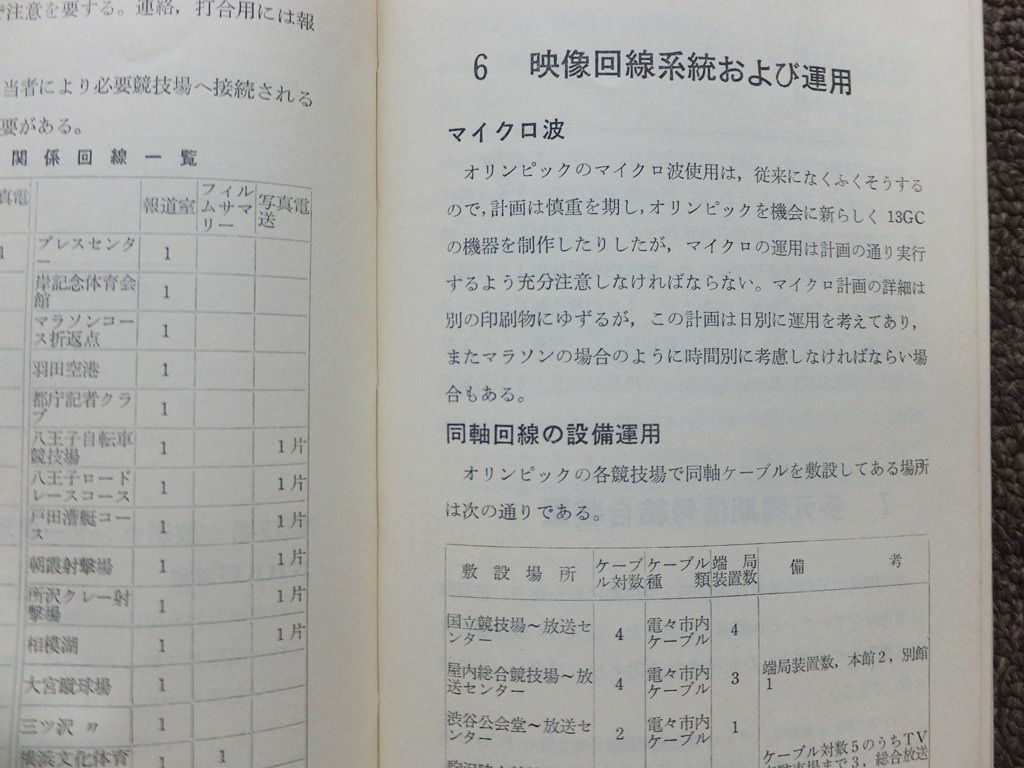 で注意を要する。連絡，打合用には報
当者により必要競技場へ接続される
要がある。
関係回線一覧
真電
報道室
フィルムサマリー
写真電送
1
プレスセンター
1
岸記念体育会館
1
マラソンコース折返点
1
羽田空港
1
都庁記者クラブ
1
八王子自転車競技場
1
1片
八王子ロードレースコース
1
1片
戸田漕艇コース
1
1片
朝霞射撃場
1
1片
所沢クレー射撃場
1
1片
相模湖
1
1片
大宮蹴球場
1
三ツ沢 〃
1
横浜文化体育
1
1
6 映像回線系統および運用
マイクロ波
オリンピックのマイクロ波使用は，従来になくふくそうする
ので，計画は慎重を期し，オリンピックを機会に新らしく 13GC
の機器を制作したりしたが，マイクロの運用は計画の通り実行
するよう充分注意しなければならない。マイクロ計画の詳細は
別の印刷物にゆずるが，この計画は日別に運用を考えてあり，
またマラソンの場合のように時間別に考慮しなければならい場
合もある。
同軸回線の設備運用
オリンピックの各競技場で同軸ケーブルを敷設してある場所
は次の通りである。
敷設場所
ケーブル対数
ケーブル種類
端局装置数
備考
国立競技場〜放送センター
4
電々市内ケーブル
4
屋内総合競技場〜放送センター
4
電々市内ケーブル
3
端局装置数，本館2，別館1
渋谷公会堂〜放送センター
2
電々市内ケーブル
1
ケーブル対数5のうちTV